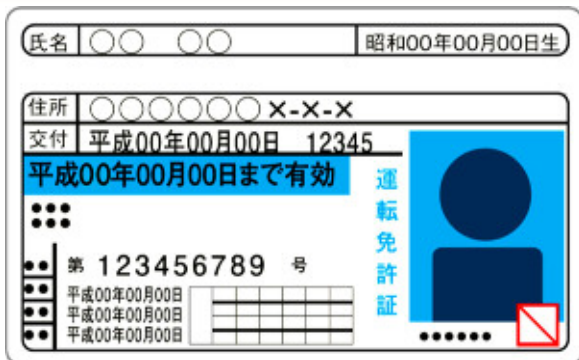 氏名 ○○ ○○ 昭和00年00月00日生
住所 ○○○○○○×-×-×
交付 平成00年00月00日 12345
平成00年00月00日まで有効
運転免許証
第 123456789 号
平成00年00月00日
平成00年00月00日
平成00年00月00日